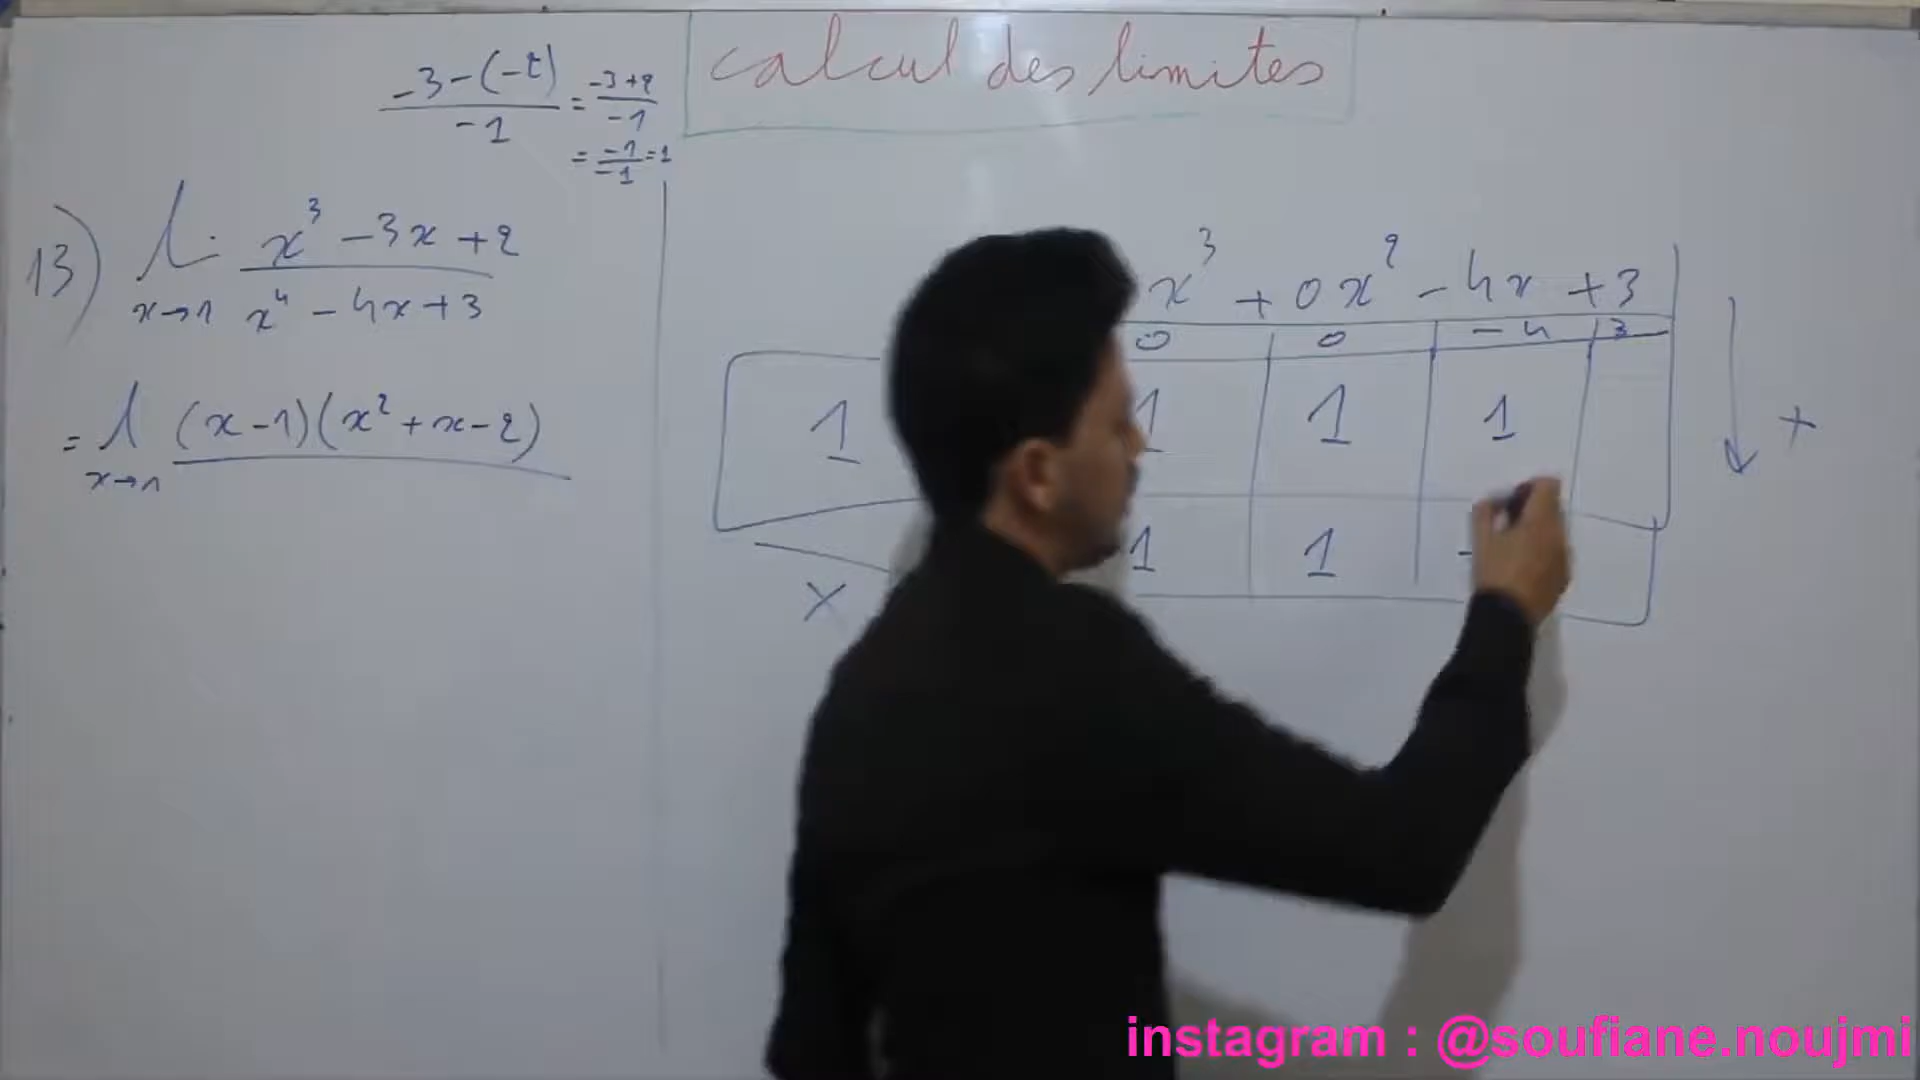 calcul des limites
-3-(-t)/-1 = -3+2/-1
= -1/-1 = 1
13) l. x→1 x³ -3x +2 / x⁴ - 4x + 3
= l x→1 (x-1)(x²+x-2)
x³ + 0x² - 4x + 3
0 0 -4 3
1 1 1 1
x 1 1 -
+
instagram : @soufiane.noujmi